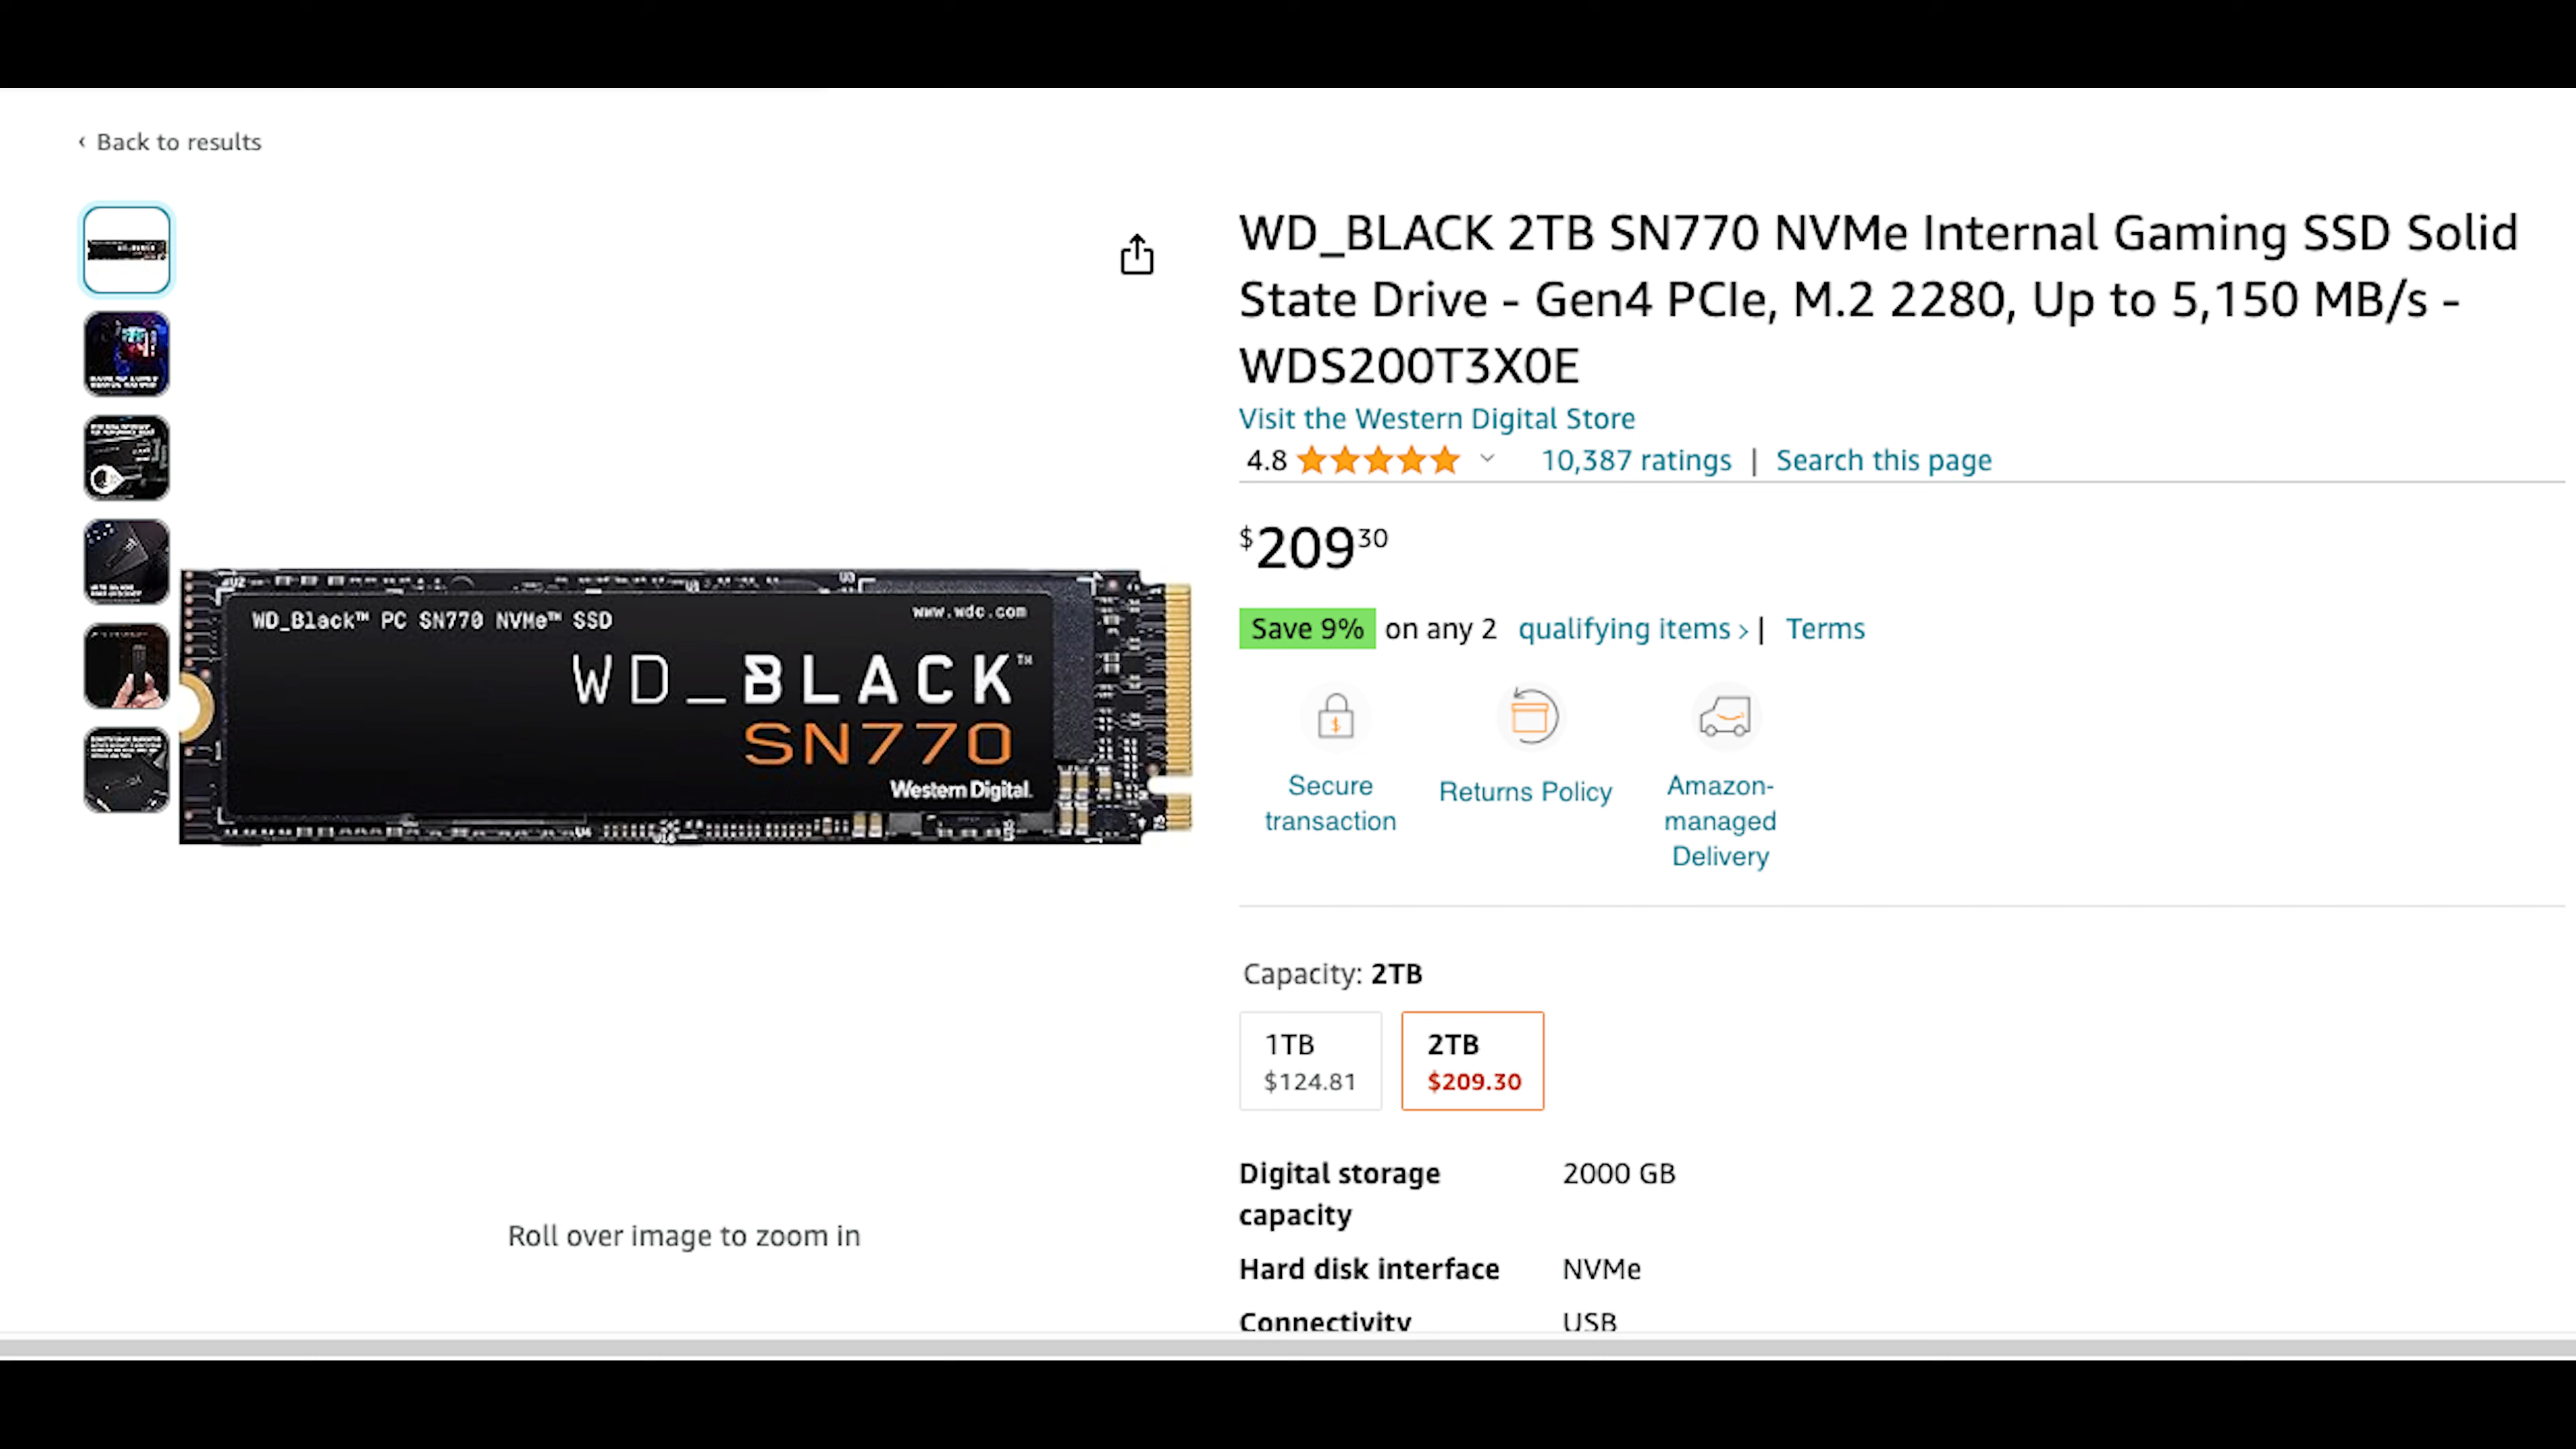 ‹ Back to results
WD_BLACK 2TB SN770 NVMe Internal Gaming SSD Solid
State Drive - Gen4 PCIe, M.2 2280, Up to 5,150 MB/s -
WDS200T3X0E
Visit the Western Digital Store
4.8 10,387 ratings | Search this page
$209.30
Save 9% on any 2 qualifying items › | Terms
Secure
transaction
Returns Policy
Amazon-
managed
Delivery
WD_Black™ PC SN770 NVMe™ SSD
www.wdc.com
WD_BLACK™
SN770
Western Digital.
Capacity: 2TB
1TB
$124.81
2TB
$209.30
Digital storage
capacity
2000 GB
Hard disk interface NVMe
Connectivity USB
Roll over image to zoom in